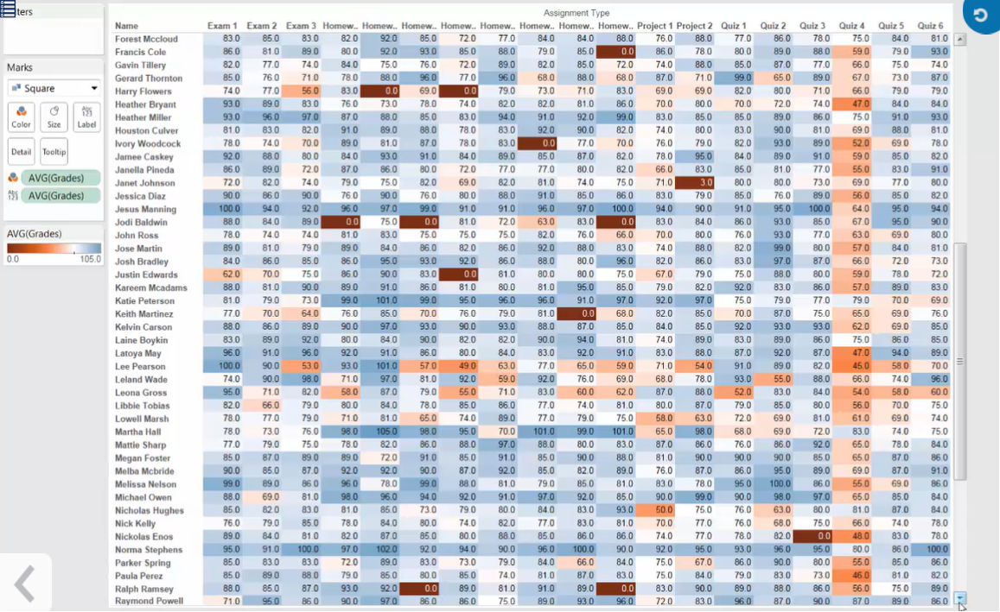 ters
Marks
Square
Color
Abc 123
Size
Label
Detail
Tooltip
AVG(Grades)
Abc 123 AVG(Grades)
AVG(Grades)
0.0 105.0
Assignment Type
Name Exam 1 Exam 2 Exam 3 Homew.. Homew.. Homew.. Homew.. Homew.. Homew.. Homew.. Homew.. Project 1 Project 2 Quiz 1 Quiz 2 Quiz 3 Quiz 4 Quiz 5 Quiz 6
Forest Mccloud 83.0 85.0 83.0 82.0 92.0 85.0 72.0 77.0 84.0 84.0 88.0 76.0 88.0 77.0 86.0 78.0 75.0 84.0 81.0
Francis Cole 86.0 81.0 89.0 80.0 92.0 93.0 85.0 88.0 79.0 85.0 0.0 86.0 78.0 80.0 89.0 88.0 59.0 79.0 93.0
Gavin Tillery 82.0 77.0 74.0 84.0 75.0 76.0 72.0 89.0 82.0 85.0 72.0 74.0 88.0 85.0 87.0 77.0 66.0 75.0 74.0
Gerard Thornton 85.0 76.0 71.0 78.0 88.0 96.0 77.0 96.0 68.0 88.0 68.0 87.0 71.0 99.0 65.0 89.0 67.0 73.0 87.0
Harry Flowers 74.0 77.0 56.0 83.0 0.0 69.0 0.0 79.0 73.0 71.0 83.0 69.0 69.0 82.0 80.0 71.0 66.0 79.0 79.0
Heather Bryant 93.0 89.0 83.0 76.0 73.0 78.0 74.0 82.0 82.0 81.0 86.0 70.0 80.0 70.0 72.0 74.0 47.0 84.0 84.0
Heather Miller 93.0 96.0 97.0 87.0 88.0 85.0 83.0 94.0 91.0 92.0 99.0 83.0 85.0 85.0 89.0 86.0 75.0 91.0 93.0
Houston Culver 81.0 83.0 82.0 91.0 89.0 88.0 78.0 83.0 92.0 90.0 82.0 74.0 80.0 83.0 90.0 81.0 69.0 88.0 81.0
Ivory Woodcock 78.0 74.0 70.0 89.0 81.0 87.0 78.0 83.0 0.0 77.0 70.0 76.0 79.0 82.0 93.0 89.0 52.0 69.0 78.0
Jamee Caskey 92.0 88.0 80.0 84.0 93.0 91.0 84.0 89.0 85.0 87.0 82.0 78.0 95.0 84.0 89.0 91.0 59.0 85.0 82.0
Janella Pineda 86.0 89.0 72.0 87.0 86.0 80.0 72.0 77.0 77.0 80.0 82.0 66.0 83.0 85.0 81.0 77.0 55.0 83.0 91.0
Janet Johnson 72.0 82.0 74.0 79.0 75.0 82.0 69.0 82.0 81.0 74.0 75.0 71.0 3.0 80.0 80.0 73.0 69.0 77.0 80.0
Jessica Diaz 90.0 86.0 90.0 76.0 90.0 76.0 80.0 88.0 91.0 85.0 86.0 83.0 79.0 85.0 76.0 89.0 56.0 85.0 82.0
Jesus Manning 100.0 94.0 92.0 96.0 97.0 99.0 91.0 91.0 96.0 97.0 100.0 94.0 90.0 91.0 95.0 100.0 64.0 95.0 94.0
Jodi Baldwin 88.0 84.0 89.0 0.0 75.0 0.0 81.0 72.0 63.0 83.0 0.0 83.0 84.0 86.0 93.0 85.0 67.0 95.0 90.0
John Ross 78.0 74.0 74.0 81.0 83.0 75.0 75.0 75.0 82.0 76.0 66.0 70.0 80.0 76.0 93.0 77.0 63.0 69.0 80.0
Jose Martin 89.0 81.0 79.0 89.0 84.0 86.0 82.0 86.0 92.0 88.0 83.0 74.0 88.0 82.0 99.0 80.0 57.0 84.0 81.0
Josh Bradley 84.0 86.0 85.0 86.0 95.0 93.0 92.0 86.0 88.0 80.0 96.0 82.0 86.0 83.0 97.0 87.0 66.0 72.0 73.0
Justin Edwards 62.0 70.0 75.0 86.0 90.0 83.0 0.0 81.0 80.0 80.0 75.0 67.0 79.0 75.0 88.0 80.0 59.0 78.0 72.0
Kareem Mcadams 88.0 81.0 90.0 89.0 91.0 86.0 81.0 80.0 81.0 95.0 85.0 79.0 82.0 92.0 83.0 86.0 57.0 89.0 83.0
Katie Peterson 81.0 79.0 73.0 99.0 101.0 99.0 95.0 96.0 96.0 91.0 97.0 92.0 97.0 75.0 79.0 77.0 79.0 70.0 69.0
Keith Martinez 77.0 70.0 64.0 76.0 85.0 70.0 76.0 79.0 81.0 0.0 68.0 82.0 85.0 70.0 87.0 75.0 65.0 69.0 76.0
Kelvin Carson 88.0 86.0 89.0 90.0 97.0 93.0 90.0 93.0 88.0 87.0 85.0 84.0 85.0 92.0 93.0 93.0 62.0 69.0 85.0
Laine Boykin 83.0 89.0 92.0 80.0 84.0 90.0 82.0 82.0 90.0 94.0 81.0 74.0 89.0 83.0 89.0 86.0 75.0 86.0 85.0
Latoya May 96.0 91.0 96.0 92.0 91.0 86.0 80.0 84.0 83.0 92.0 91.0 83.0 88.0 87.0 92.0 87.0 47.0 94.0 89.0
Lee Pearson 100.0 90.0 53.0 93.0 101.0 57.0 49.0 63.0 77.0 65.0 59.0 71.0 54.0 91.0 89.0 82.0 45.0 58.0 70.0
Leland Wade 74.0 90.0 98.0 71.0 97.0 81.0 92.0 59.0 92.0 76.0 69.0 68.0 78.0 93.0 55.0 88.0 66.0 74.0 96.0
Leona Gross 95.0 71.0 82.0 58.0 87.0 79.0 55.0 71.0 83.0 60.0 62.0 87.0 88.0 52.0 83.0 84.0 54.0 58.0 60.0
Libbie Tobias 82.0 66.0 79.0 80.0 84.0 78.0 85.0 86.0 77.0 74.0 81.0 80.0 87.0 79.0 85.0 80.0 56.0 70.0 75.0
Lowell Marsh 78.0 77.0 79.0 71.0 81.0 65.0 74.0 89.0 77.0 79.0 75.0 58.0 63.0 72.0 69.0 81.0 61.0 69.0 74.0
Martha Hall 78.0 73.0 76.0 98.0 105.0 98.0 95.0 70.0 101.0 99.0 101.0 65.0 98.0 68.0 69.0 72.0 83.0 74.0 75.0
Mattie Sharp 77.0 79.0 75.0 78.0 82.0 86.0 88.0 97.0 88.0 80.0 83.0 87.0 86.0 76.0 86.0 92.0 65.0 78.0 84.0
Megan Foster 85.0 87.0 89.0 89.0 72.0 91.0 85.0 91.0 85.0 90.0 88.0 81.0 90.0 90.0 90.0 85.0 65.0 87.0 86.0
Melba Mcbride 90.0 85.0 87.0 92.0 92.0 90.0 87.0 92.0 85.0 82.0 89.0 76.0 87.0 86.0 95.0 89.0 69.0 87.0 91.0
Melissa Nelson 99.0 89.0 86.0 96.0 78.0 99.0 88.0 81.0 79.0 85.0 81.0 83.0 78.0 95.0 100.0 86.0 55.0 69.0 86.0
Michael Owen 88.0 69.0 81.0 98.0 96.0 94.0 92.0 91.0 97.0 92.0 85.0 90.0 99.0 90.0 98.0 97.0 65.0 85.0 84.0
Nicholas Hughes 85.0 82.0 83.0 81.0 85.0 73.0 79.0 80.0 84.0 83.0 93.0 50.0 75.0 76.0 63.0 80.0 81.0 87.0 84.0
Nick Kelly 76.0 79.0 85.0 78.0 84.0 80.0 74.0 82.0 77.0 83.0 81.0 70.0 77.0 76.0 68.0 75.0 66.0 74.0 78.0
Nickolas Enos 89.0 84.0 81.0 82.0 87.0 85.0 80.0 88.0 85.0 86.0 86.0 74.0 77.0 78.0 82.0 0.0 48.0 83.0 78.0
Norma Stephens 95.0 91.0 100.0 97.0 102.0 92.0 94.0 90.0 96.0 100.0 90.0 92.0 95.0 93.0 96.0 95.0 80.0 86.0 100.0
Parker Spring 85.0 83.0 83.0 72.0 89.0 83.0 73.0 79.0 84.0 66.0 84.0 75.0 67.0 86.0 90.0 80.0 55.0 85.0 86.0
Paula Perez 85.0 89.0 88.0 79.0 85.0 80.0 85.0 74.0 81.0 87.0 83.0 75.0 84.0 79.0 83.0 73.0 46.0 81.0 82.0
Ralph Ramsey 88.0 85.0 87.0 93.0 92.0 0.0 89.0 81.0 91.0 89.0 0.0 83.0 90.0 89.0 88.0 86.0 56.0 75.0 89.0
Raymond Powell 71.0 95.0 86.0 90.0 97.0 86.0 86.0 75.0 89.0 93.0 96.0 72.0 83.0 96.0 87.0 90.0 87.0 89.0 86.0